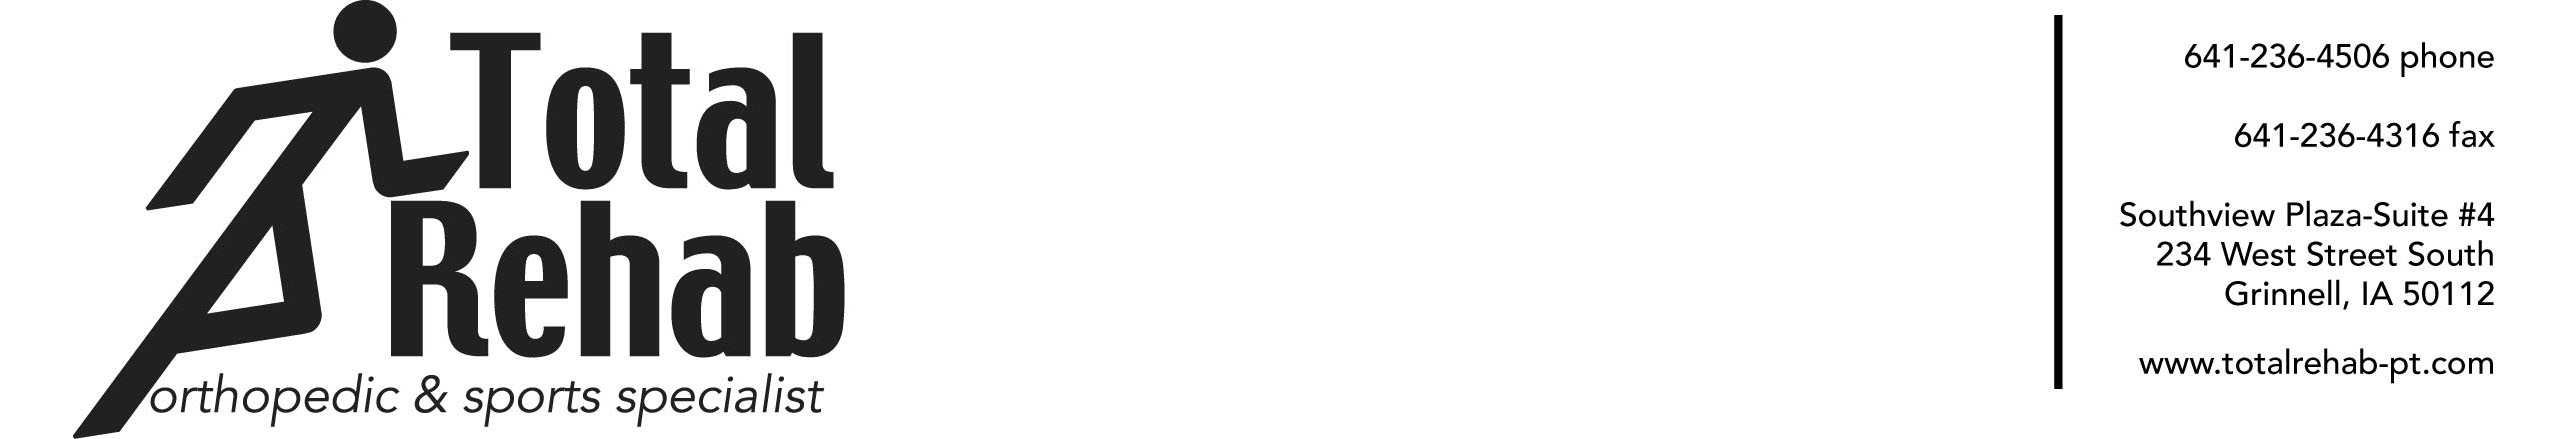 Total
Rehab
orthopedic & sports specialist
641-236-4506 phone
641-236-4316 fax
Southview Plaza-Suite #4
234 West Street South
Grinnell, IA 50112
www.totalrehab-pt.com